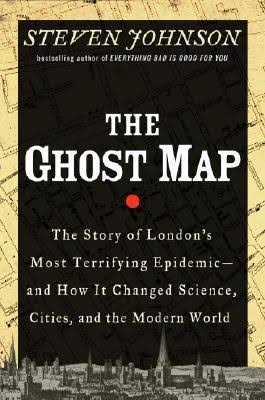 STEVEN JOHNSON
bestselling author of EVERYTHING BAD IS GOOD FOR YOU
THE
GHOST MAP
The Story of London's
Most Terrifying Epidemic—
and How It Changed Science,
Cities, and the Modern World